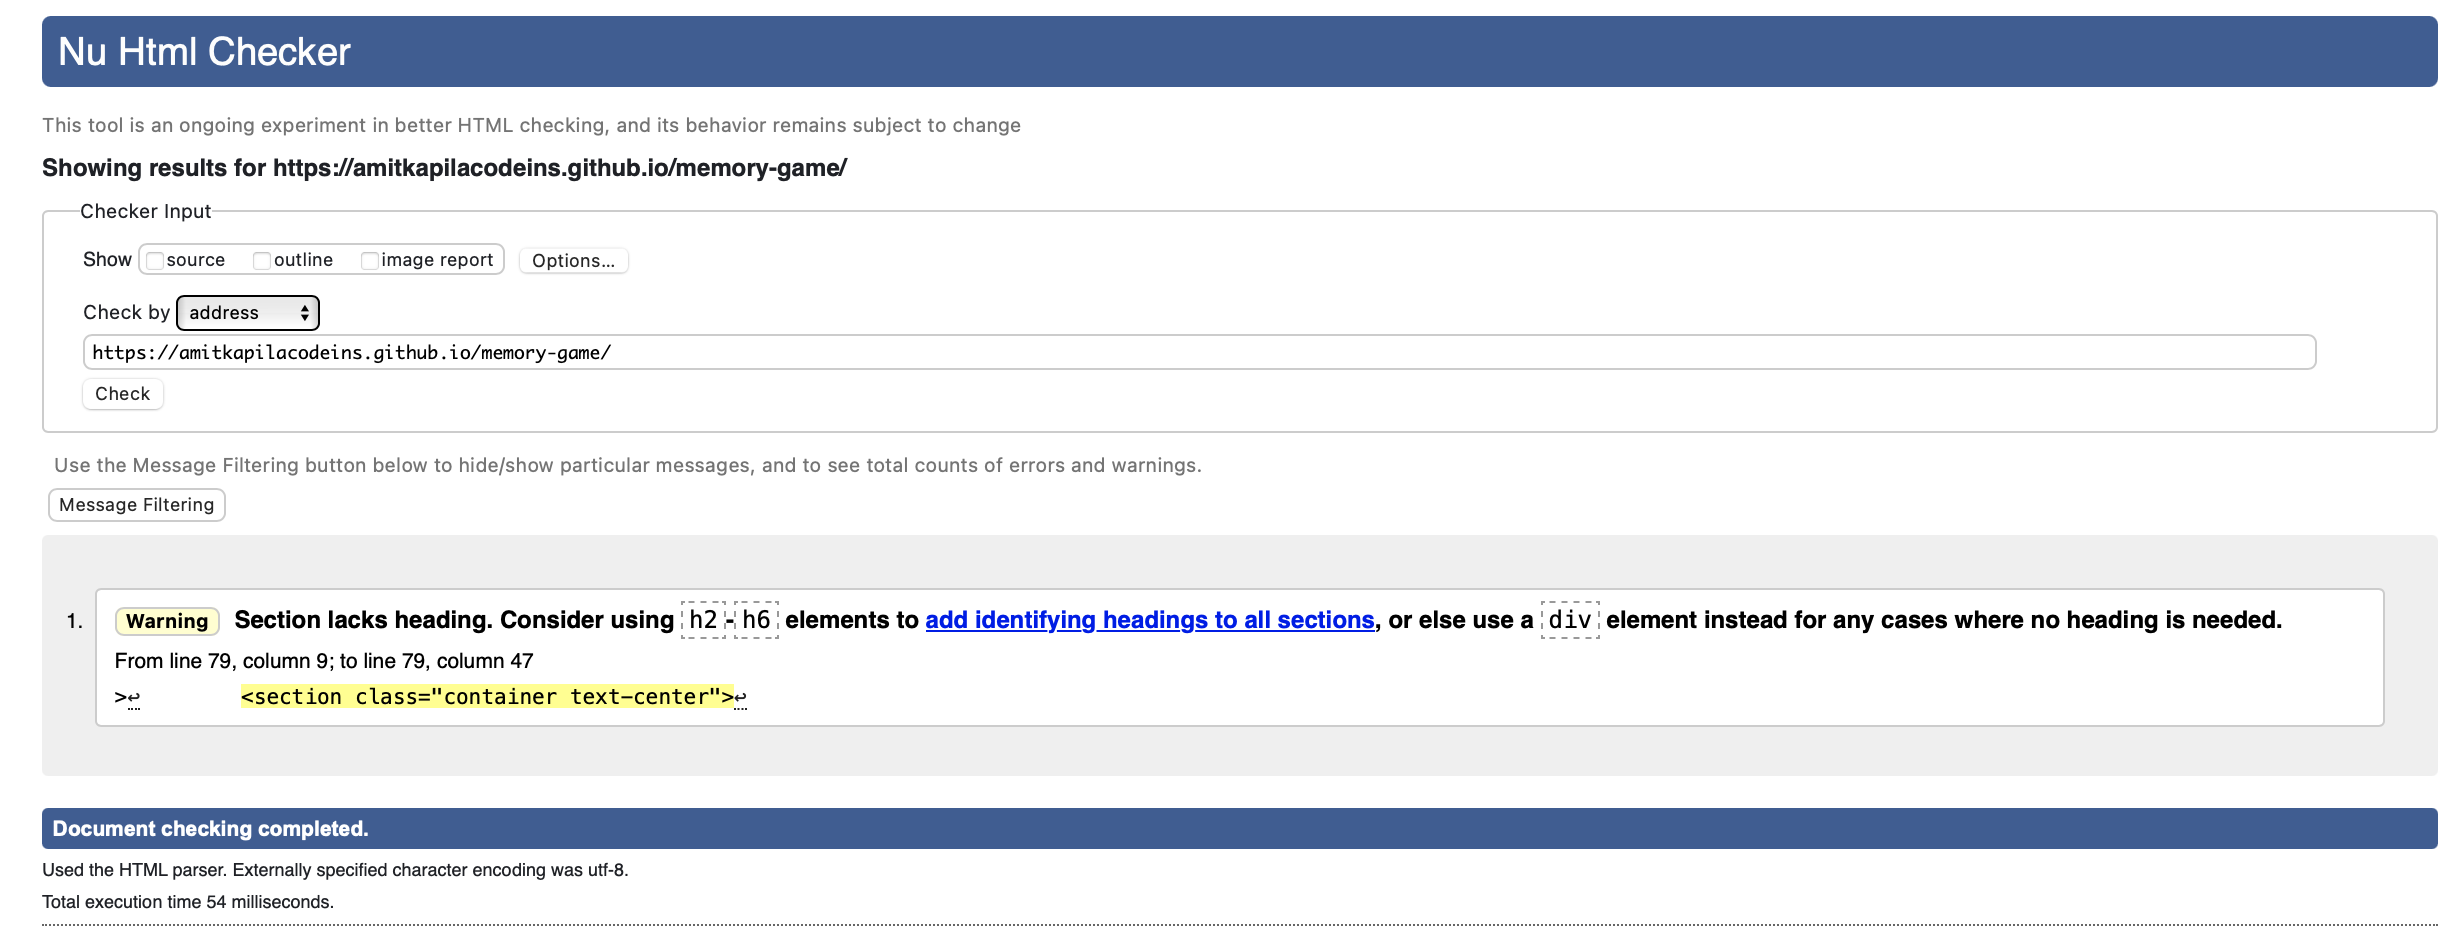 Nu Html Checker
This tool is an ongoing experiment in better HTML checking, and its behavior remains subject to change
Showing results for https://amitkapilacodeins.github.io/memory-game/
Checker Input
Show source outline image report Options...
Check by address
https://amitkapilacodeins.github.io/memory-game/
Check
Use the Message Filtering button below to hide/show particular messages, and to see total counts of errors and warnings.
Message Filtering
1. Warning Section lacks heading. Consider using h2-h6 elements to add identifying headings to all sections, or else use a div element instead for any cases where no heading is needed.
From line 79, column 9; to line 79, column 47
>↩ <section class="container text-center">↩
Document checking completed.
Used the HTML parser. Externally specified character encoding was utf-8.
Total execution time 54 milliseconds.